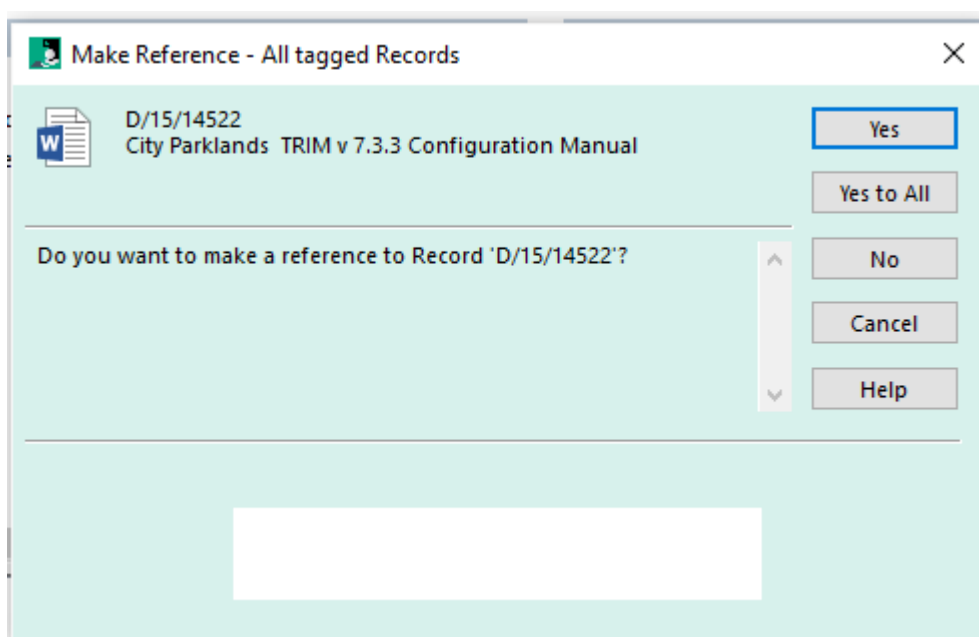 Make Reference - All tagged Records
D/15/14522
City Parklands TRIM v 7.3.3 Configuration Manual
Yes
Yes to All
Do you want to make a reference to Record 'D/15/14522'?
No
Cancel
Help